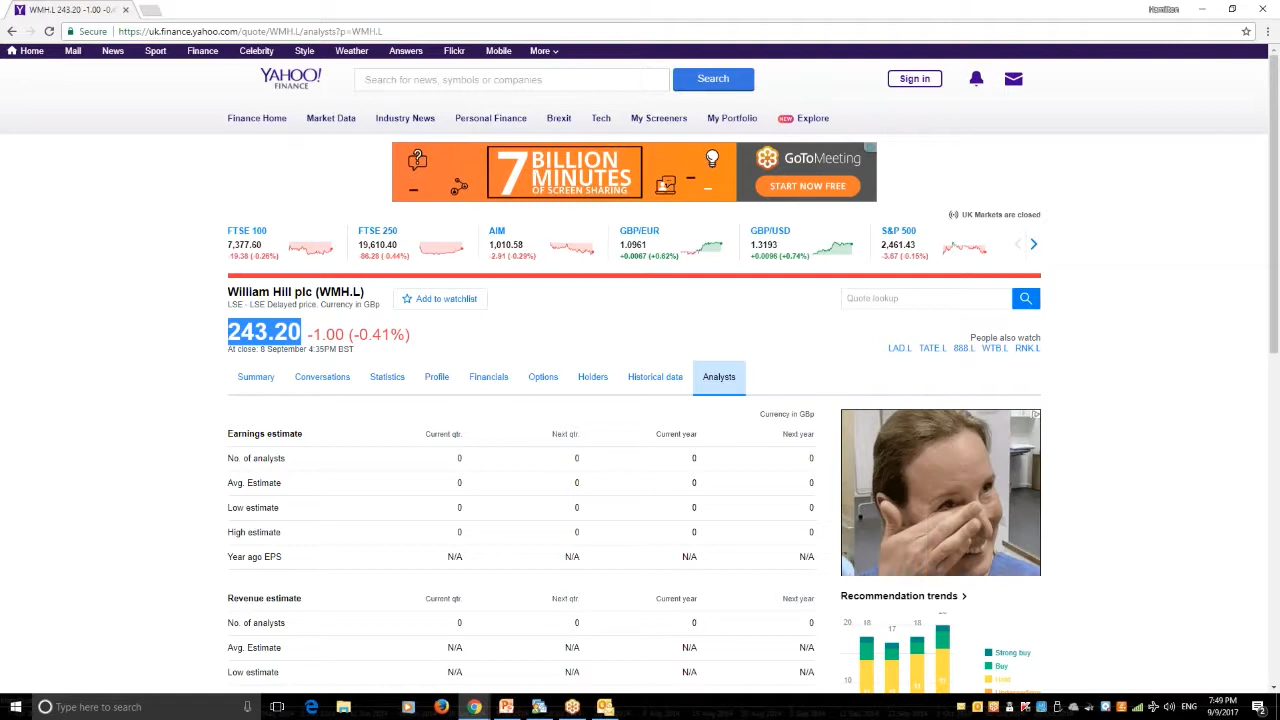 WMH.L 243.20 -1.00 -0
Hamilton
Secure https://uk.finance.yahoo.com/quote/WMH.L/analysts?p=WMH.L
Home Mail News Sport Finance Celebrity Style Weather Answers Flickr Mobile More
YAHOO!
FINANCE
Search for news, symbols or companies
Search
Sign in
Finance Home Market Data Industry News Personal Finance Brexit Tech My Screeners My Portfolio NEW Explore
7 BILLION
MINUTES
OF SCREEN SHARING
GoToMeeting
START NOW FREE
UK Markets are closed
FTSE 100 FTSE 250 AIM GBP/EUR GBP/USD S&P 500
7,377.60 19,610.40 1,010.58 1.0961 1.3193 2,461.43
-19.38 (-0.26%) -86.28 (-0.44%) -2.91 (-0.29%) +0.0067 (+0.62%) +0.0096 (+0.74%) -3.67 (-0.15%)
William Hill plc (WMH.L)
LSE - LSE Delayed price. Currency in GBp
Add to watchlist
Quote lookup
243.20 -1.00 (-0.41%)
At close: 8 September 4:35PM BST
People also watch
LAD.L TATE.L 888.L WTB.L RNK.L
Summary Conversations Statistics Profile Financials Options Holders Historical data Analysts
Currency in GBp
Earnings estimate Current qtr. Next qtr. Current year Next year
No. of analysts 0 0 0 0
Avg. Estimate 0 0 0 0
Low estimate 0 0 0 0
High estimate 0 0 0 0
Year ago EPS N/A N/A N/A N/A
Revenue estimate Current qtr. Next qtr. Current year Next year
No. of analysts 0 0 0 0
Avg. Estimate N/A N/A N/A N/A
Low estimate N/A N/A N/A N/A
Recommendation trends
20 18 17 18
10
11 11
Strong buy
Buy
Hold
Type here to search
ENG
7:49 PM
9/9/2017